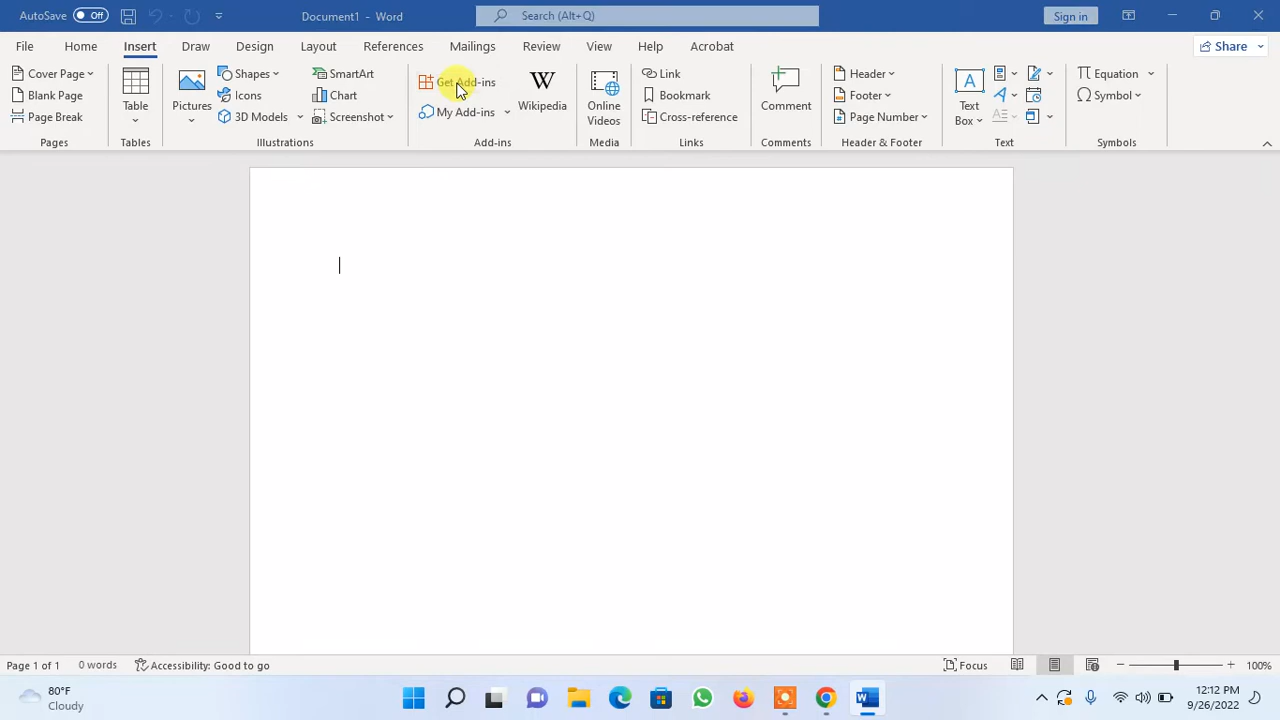 AutoSave Off Document1 - Word Search (Alt+Q) Sign in
File Home Insert Draw Design Layout References Mailings Review View Help Acrobat Share
Cover Page
Blank Page
Page Break
Pages
Table
Tables
Pictures
Shapes
Icons
3D Models
SmartArt
Chart
Screenshot
Illustrations
Get Add-ins
My Add-ins
W
Wikipedia
Add-ins
Online
Videos
Media
Link
Bookmark
Cross-reference
Links
Comment
Comments
Header
Footer
Page Number
Header & Footer
A
Text
Box
Text
Equation
Symbol
Symbols
Page 1 of 1 0 words Accessibility: Good to go Focus 100%
80°F
Cloudy
12:12 PM
9/26/2022